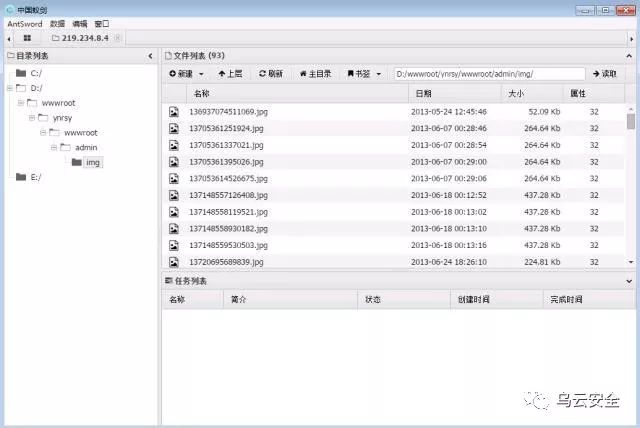 中国蚁剑
AntSword 数据 编辑 窗口
219.234.8.4
目录列表
C:/
D:/
wwwroot
ynrsy
wwwroot
admin
img
E:/
文件列表 (93)
新建 上层 刷新 主目录 书签 D:/wwwroot/ynrsy/wwwroot/admin/img/ 读取
名称 日期 大小 属性
136937074511069.jpg 2013-05-24 12:45:46 52.09 Kb 32
13705361251924.jpg 2013-06-07 00:28:46 264.64 Kb 32
13705361337021.jpg 2013-06-07 00:28:54 264.64 Kb 32
13705361395026.jpg 2013-06-07 00:29:00 264.64 Kb 32
137053614526675.jpg 2013-06-07 00:29:06 264.64 Kb 32
137148557126408.jpg 2013-06-18 00:12:52 437.28 Kb 32
137148558119521.jpg 2013-06-18 00:13:02 437.28 Kb 32
137148558930182.jpg 2013-06-18 00:13:10 437.28 Kb 32
137148559530503.jpg 2013-06-18 00:13:16 437.28 Kb 32
13720695689839.jpg 2013-06-24 18:26:10 224.81 Kb 32
任务列表
名称 简介 状态 创建时间 完成时间
乌云安全